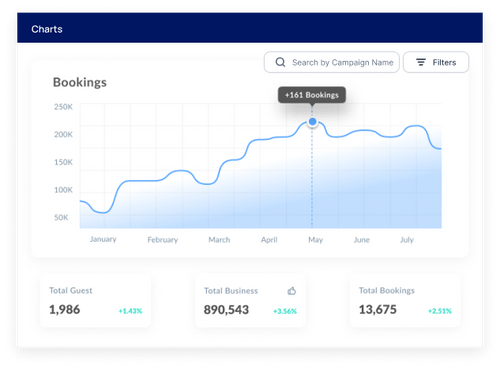 Charts
Search by Campaign Name
Filters
Bookings
+161 Bookings
250K
200K
150K
100K
50K
January February March April May June July
Total Guest
1,986 +1.43%
Total Business
890,543 +3.56%
Total Bookings
13,675 +2.51%